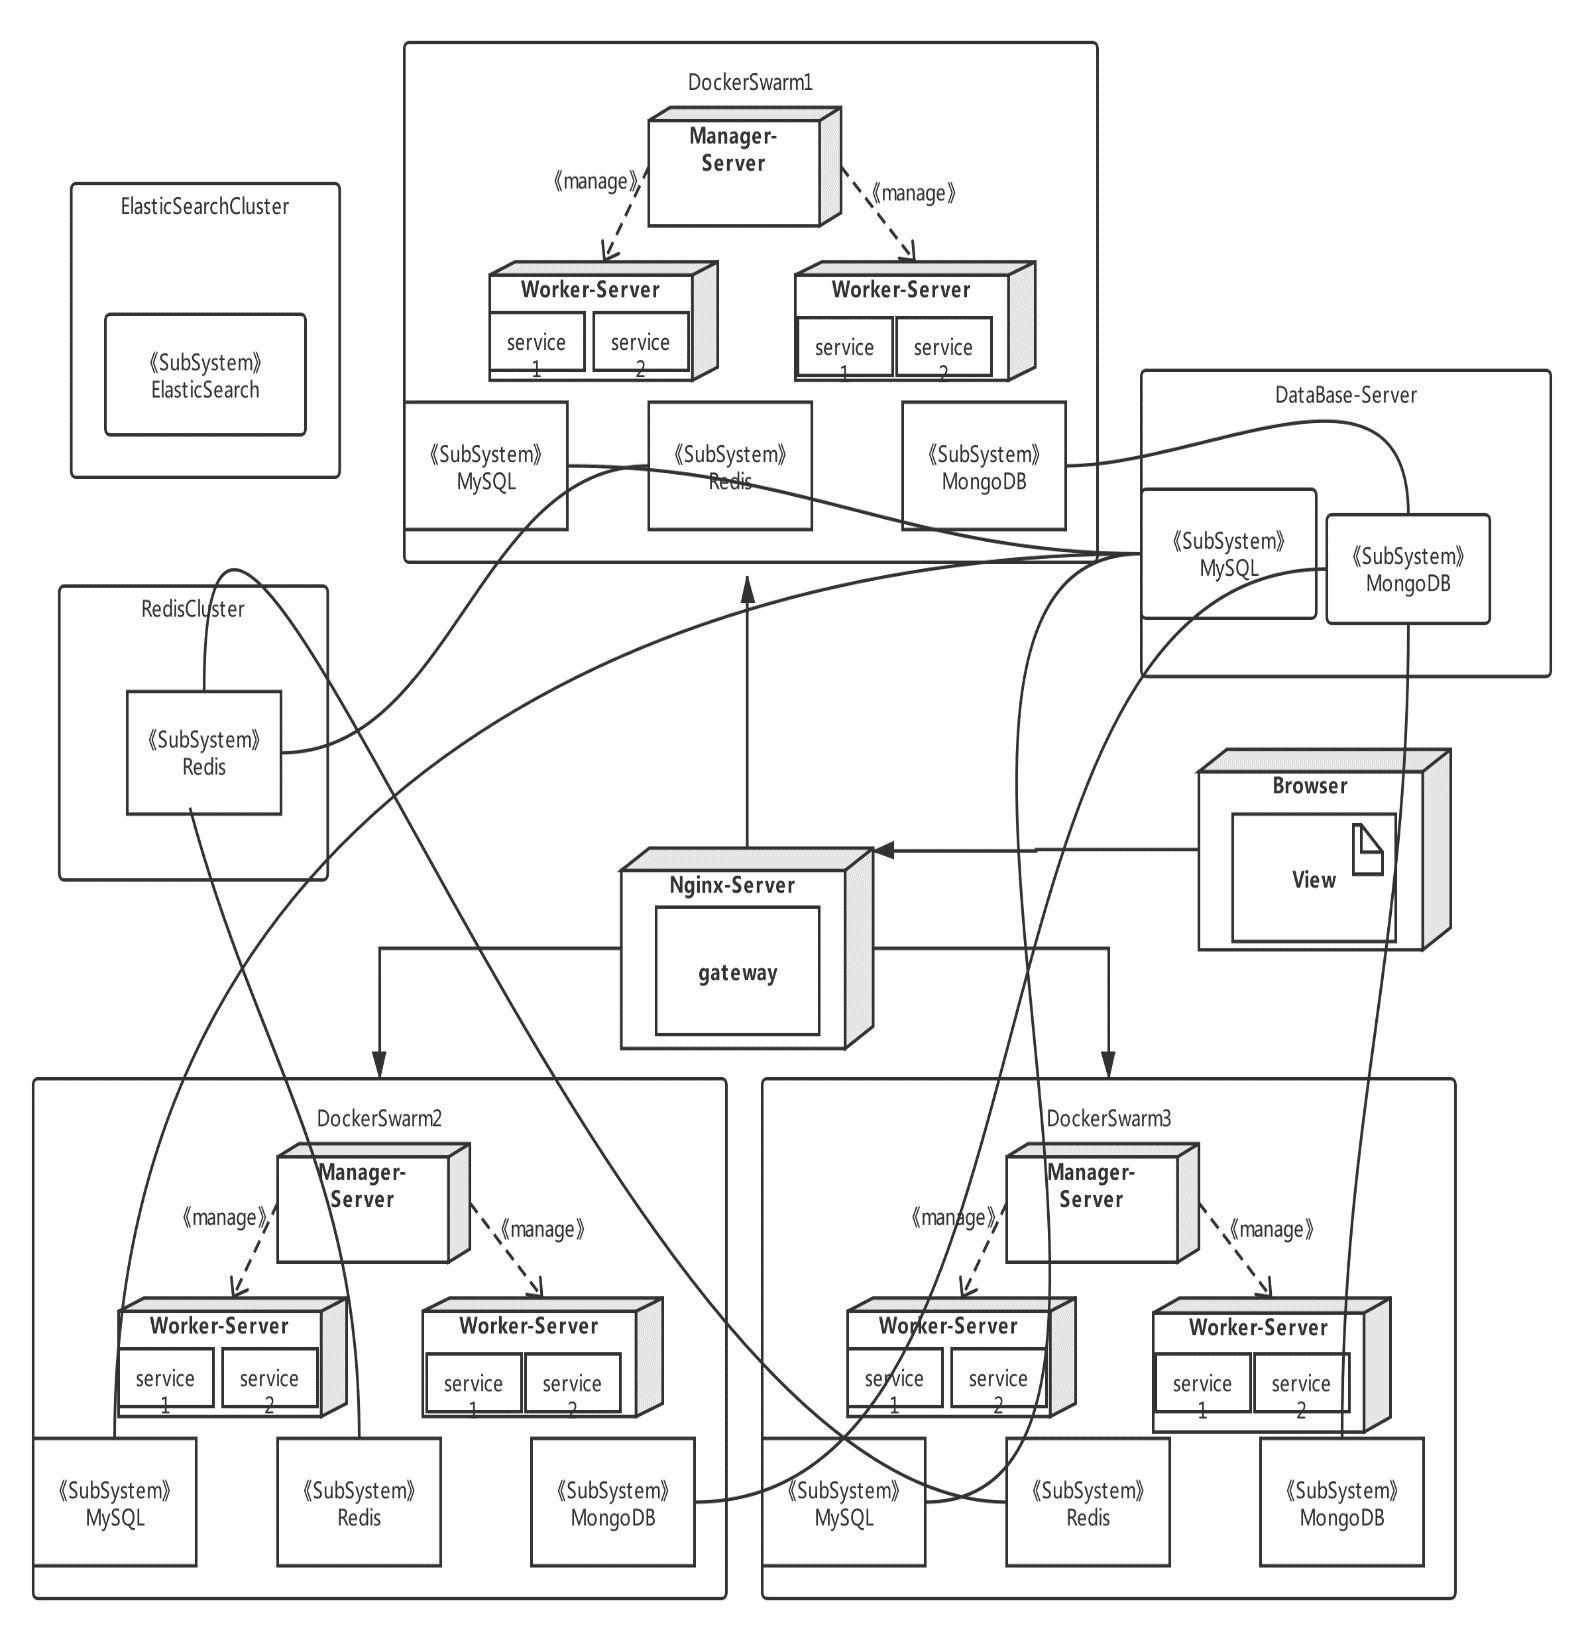 DockerSwarm1
Manager-
Server
《manage》
《manage》
ElasticSearchCluster
《SubSystem》
ElasticSearch
Worker-Server
service
1
service
2
Worker-Server
service
1
service
2
《SubSystem》
MySQL
《SubSystem》
Redis
《SubSystem》
MongoDB
DataBase-Server
《SubSystem》
MySQL
《SubSystem》
MongoDB
RedisCluster
《SubSystem》
Redis
Browser
View
Nginx-Server
gateway
DockerSwarm2
Manager-
Server
《manage》
《manage》
Worker-Server
service
1
service
2
Worker-Server
service
1
service
2
《SubSystem》
MySQL
《SubSystem》
Redis
《SubSystem》
MongoDB
DockerSwarm3
Manager-
Server
《manage》
《manage》
Worker-Server
service
1
service
2
Worker-Server
service
1
service
2
《SubSystem》
MySQL
《SubSystem》
Redis
《SubSystem》
MongoDB